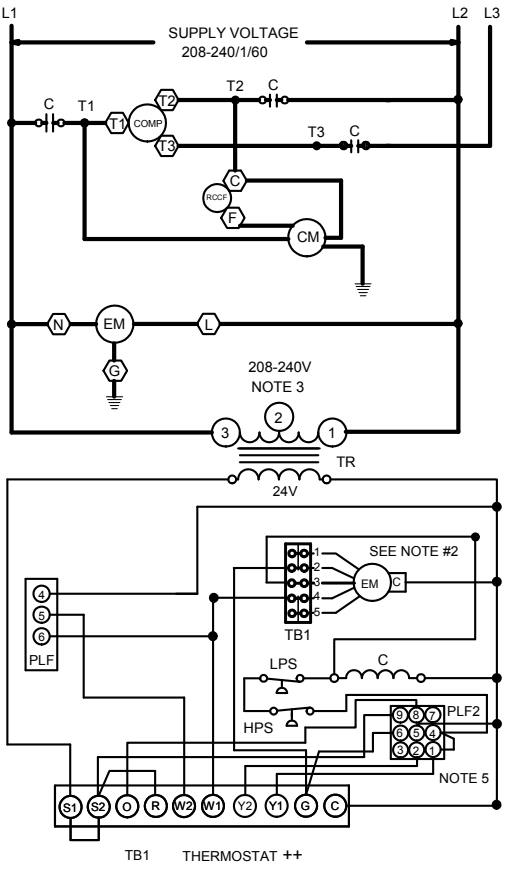 L1 L2 L3
SUPPLY VOLTAGE
208-240/1/60
C T1 T2 C
T1 COMP T2
T3 T3 C
C
RCCF
F
CM
N EM L
G
208-240V
NOTE 3
3 2 1
TR
24V
SEE NOTE #2
1
2
3 EM C
4
5
TB1
4
5
6
PLF
LPS C
HPS
9 8 7 PLF2
6 5 4
3 2 1
NOTE 5
S1 S2 O R W2 W1 Y2 Y1 G C
TB1 THERMOSTAT ++